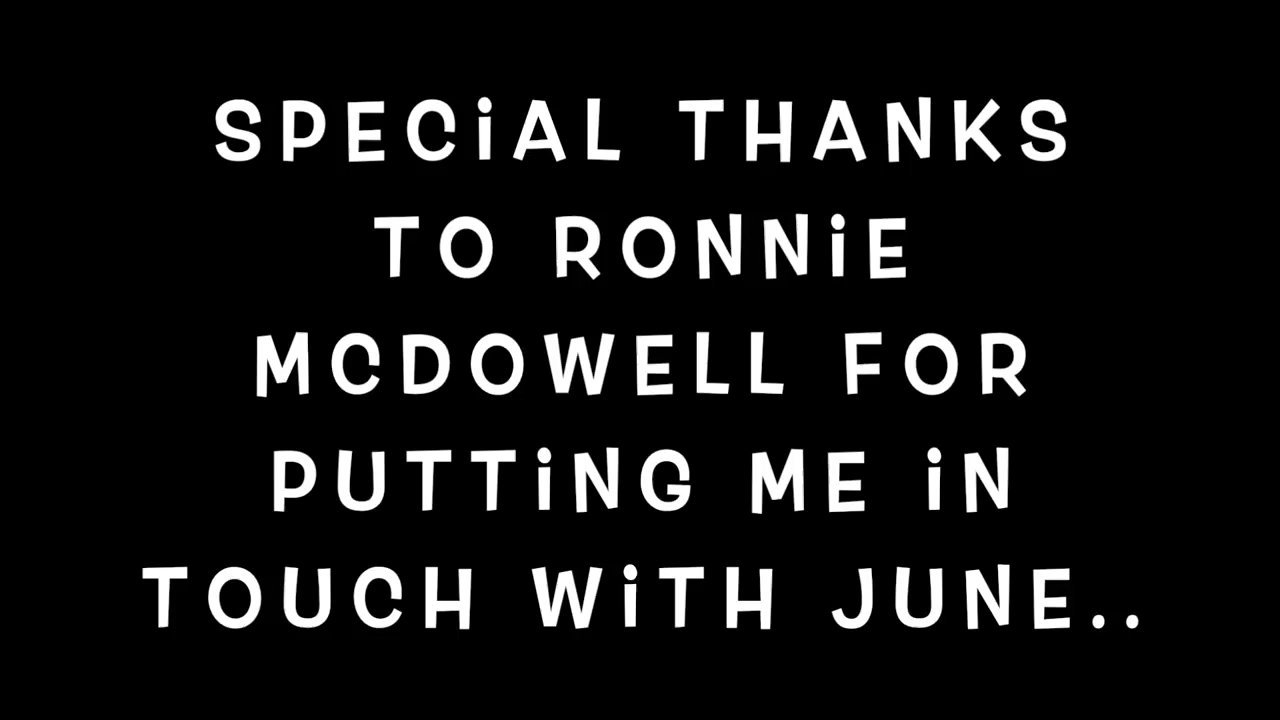 SPECiAL THANKS
TO RONNiE
MCDOWELL FOR
PUTTiNG ME iN
TOUCH WiTH JUNE..